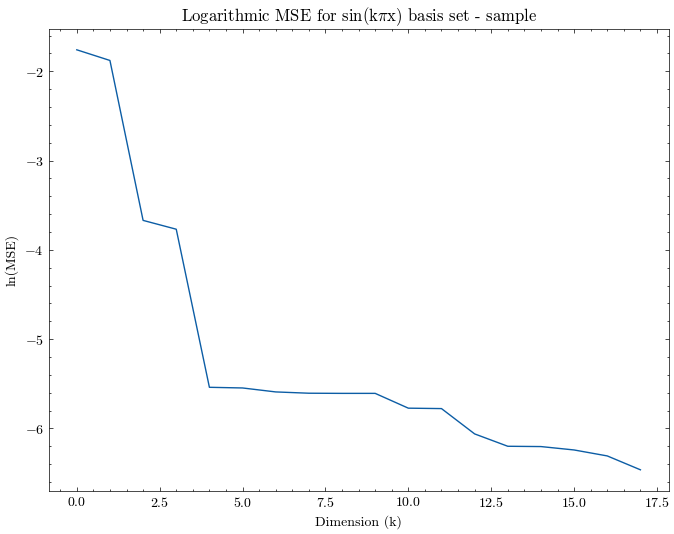 Logarithmic MSE for sin(kπx) basis set - sample
−2
−3
−4
−5
−6
ln(MSE)
0.0 2.5 5.0 7.5 10.0 12.5 15.0 17.5
Dimension (k)